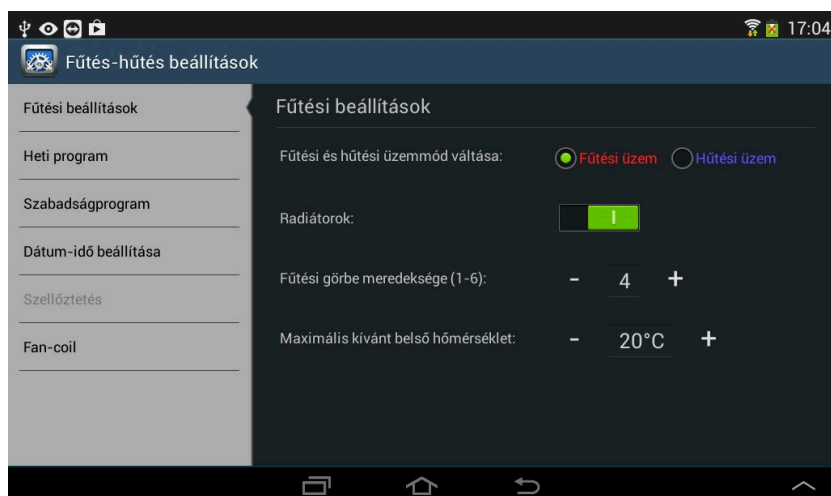 17:04
Fűtés-hűtés beállítások
Fűtési beállítások
Heti program
Szabadságprogram
Dátum-idő beállítása
Szellőztetés
Fan-coil
Fűtési beállítások
Fűtési és hűtési üzemmód váltása: Fűtési üzem Hűtési üzem
Radiátorok: I
Fűtési görbe meredeksége (1-6): - 4 +
Maximális kívánt belső hőmérséklet: - 20°C +